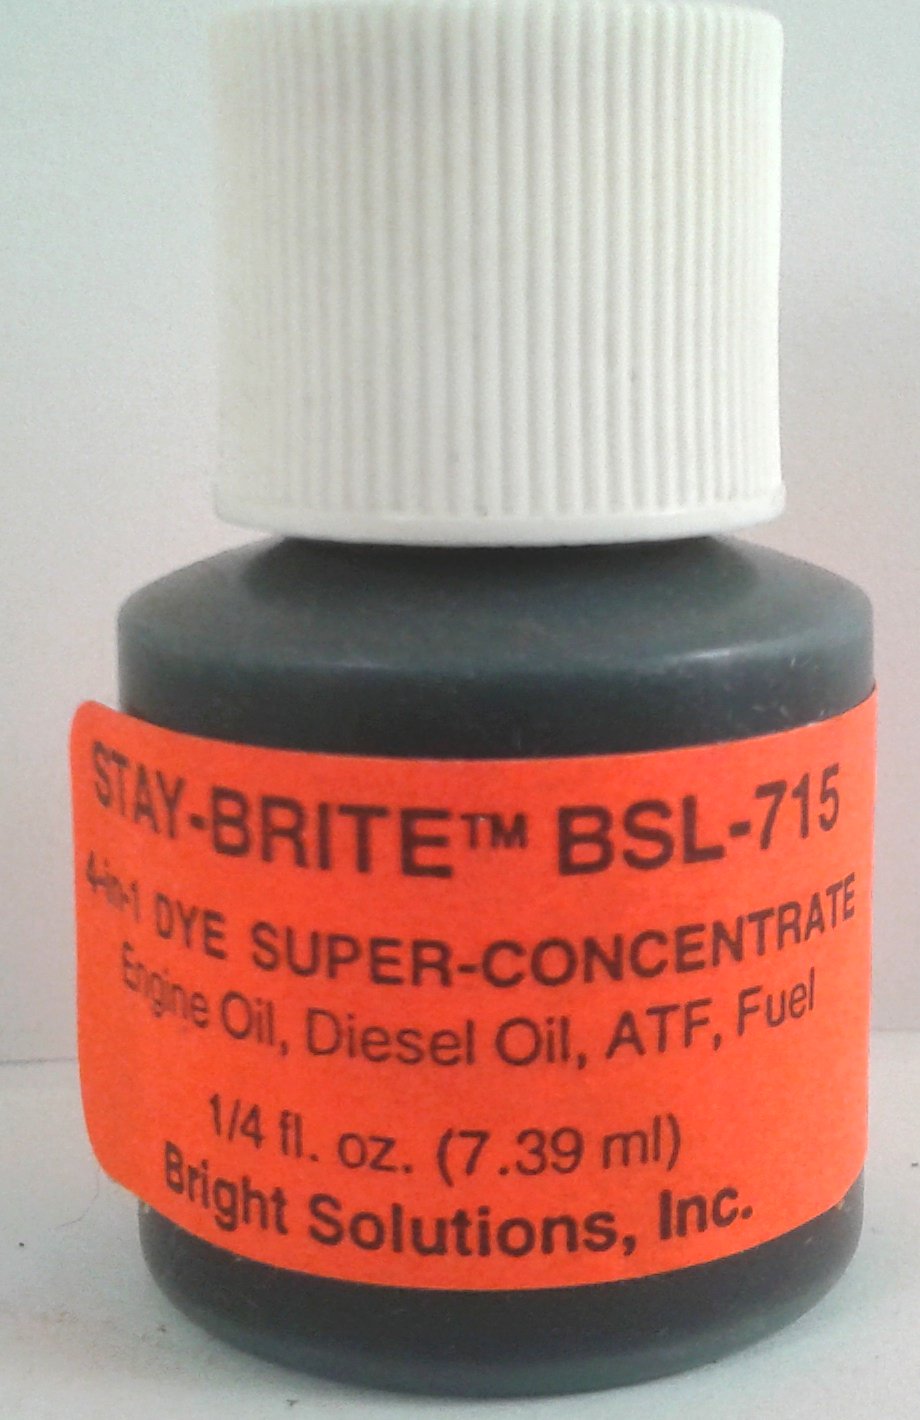 STAY-BRITE™ BSL-715
4-in-1 DYE SUPER-CONCENTRATE
Engine Oil, Diesel Oil, ATF, Fuel
1/4 fl. oz. (7.39 ml)
Bright Solutions, Inc.